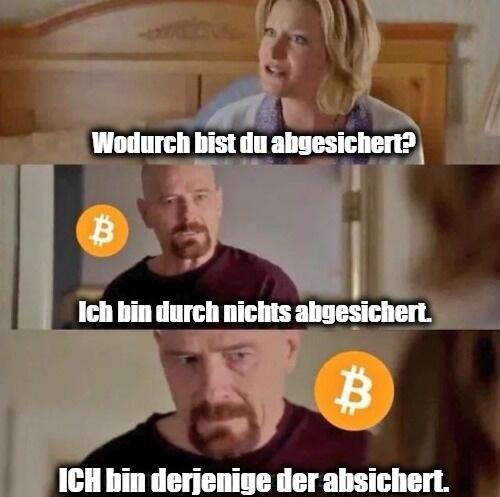 Wodurch bist du abgesichert?
Ich bin durch nichts abgesichert.
ICH bin derjenige der absichert.